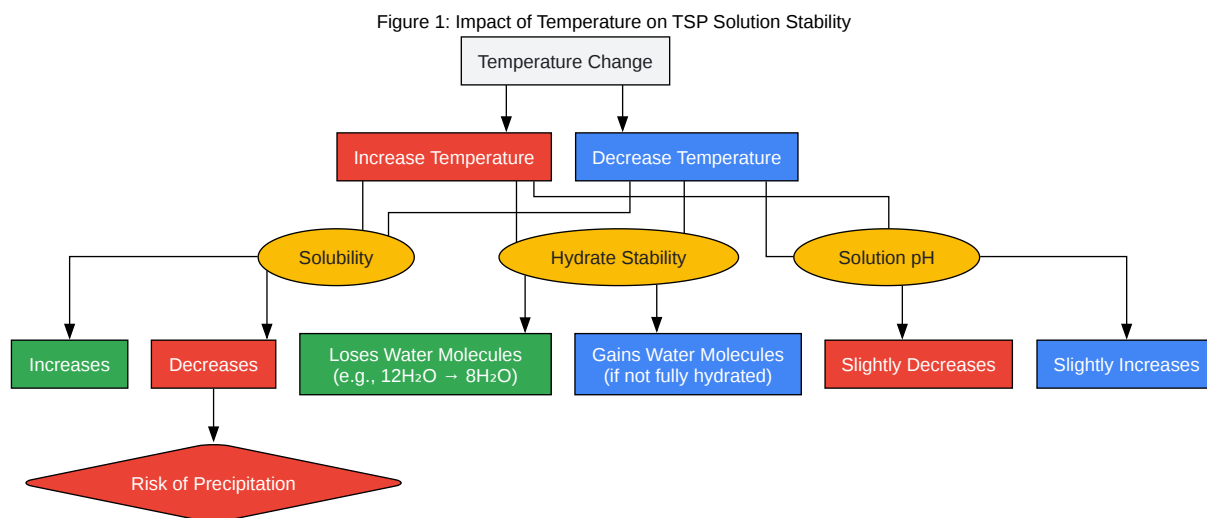 Figure 1: Impact of Temperature on TSP Solution Stability
Temperature Change
Increase Temperature
Decrease Temperature
Solubility
Hydrate Stability
Solution pH
Increases
Decreases
Loses Water Molecules
(e.g., 12H₂O → 8H₂O)
Gains Water Molecules
(if not fully hydrated)
Slightly Decreases
Slightly Increases
Risk of Precipitation